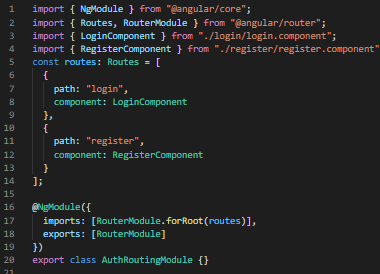 1 import { NgModule } from "@angular/core";
2 import { Routes, RouterModule } from "@angular/router";
3 import { LoginComponent } from "./login/login.component";
4 import { RegisterComponent } from "./register/register.component"
5 const routes: Routes = [
6 {
7 path: "login",
8 component: LoginComponent
9 },
10 {
11 path: "register",
12 component: RegisterComponent
13 }
14 ];
15
16 @NgModule({
17 imports: [RouterModule.forRoot(routes)],
18 exports: [RouterModule]
19 })
20 export class AuthRoutingModule {}
21